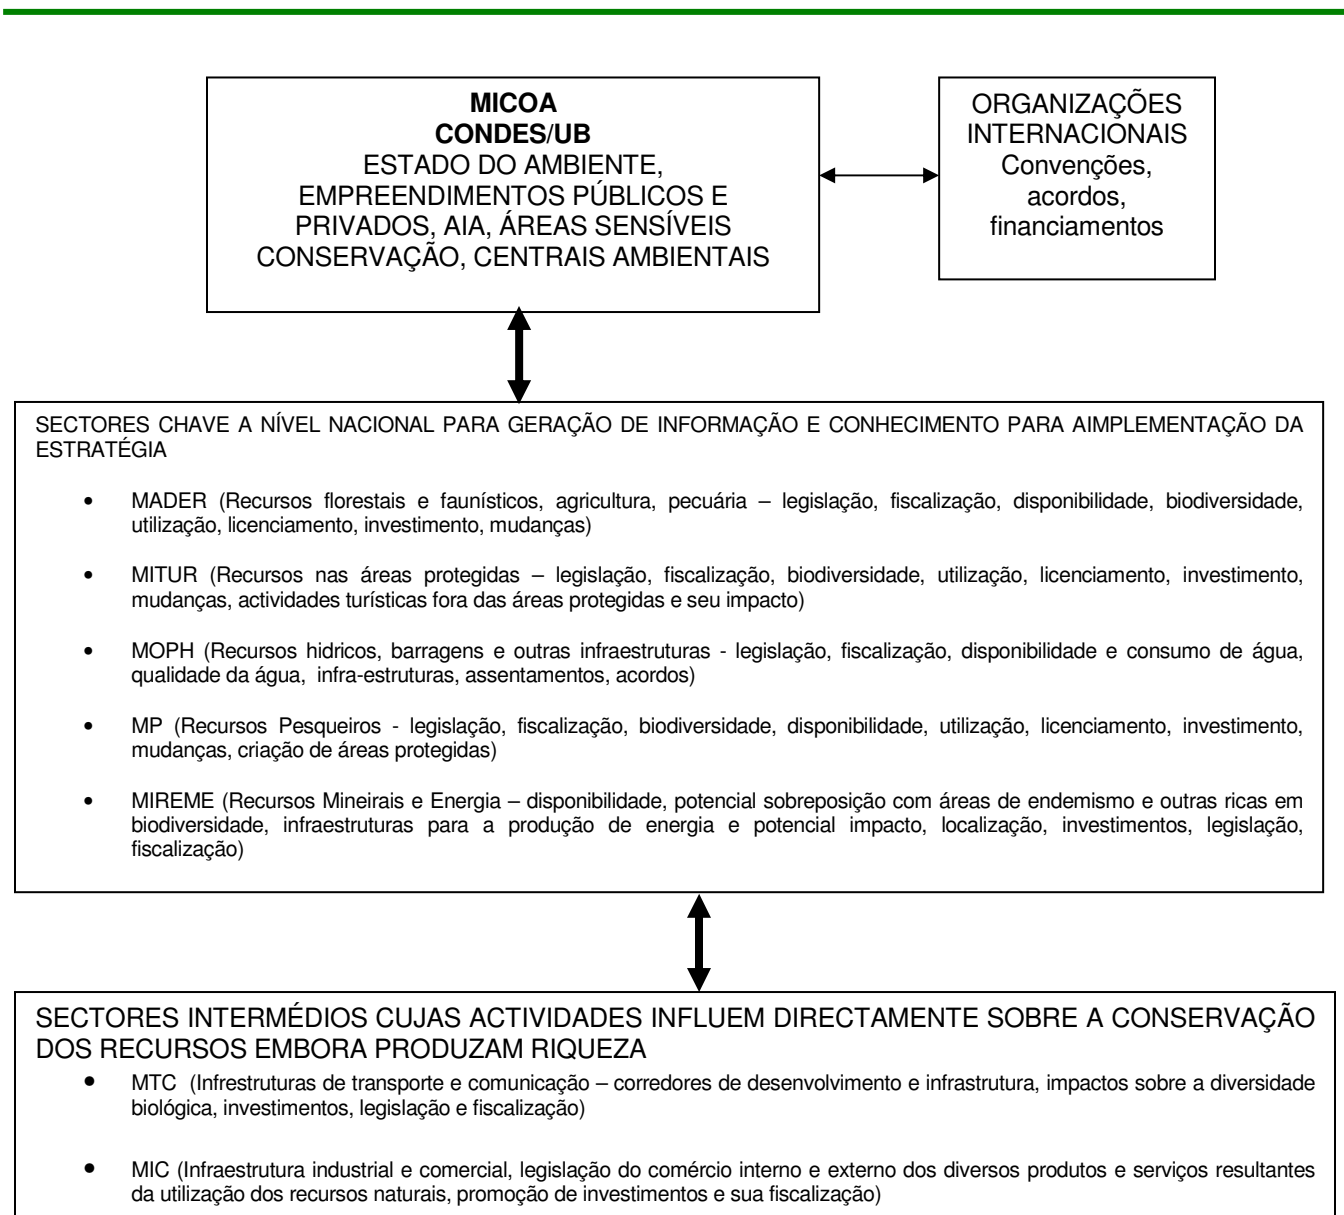 MICOA
CONDES/UB
ESTADO DO AMBIENTE,
EMPREENDIMENTOS PÚBLICOS E
PRIVADOS, AIA, ÁREAS SENSÍVEIS
CONSERVAÇÃO, CENTRAIS AMBIENTAIS
ORGANIZAÇÕES
INTERNACIONAIS
Convenções,
acordos,
financiamentos
SECTORES CHAVE A NÍVEL NACIONAL PARA GERAÇÃO DE INFORMAÇÃO E CONHECIMENTO PARA AIMPLEMENTAÇÃO DA
ESTRATÉGIA
• MADER (Recursos florestais e faunísticos, agricultura, pecuária – legislação, fiscalização, disponibilidade, biodiversidade,
utilização, licenciamento, investimento, mudanças)
• MITUR (Recursos nas áreas protegidas – legislação, fiscalização, biodiversidade, utilização, licenciamento, investimento,
mudanças, actividades turísticas fora das áreas protegidas e seu impacto)
• MOPH (Recursos hidricos, barragens e outras infraestruturas - legislação, fiscalização, disponibilidade e consumo de água,
qualidade da água, infra-estruturas, assentamentos, acordos)
• MP (Recursos Pesqueiros - legislação, fiscalização, biodiversidade, disponibilidade, utilização, licenciamento, investimento,
mudanças, criação de áreas protegidas)
• MIREME (Recursos Mineirais e Energia – disponibilidade, potencial sobreposição com áreas de endemismo e outras ricas em
biodiversidade, infraestruturas para a produção de energia e potencial impacto, localização, investimentos, legislação,
fiscalização)
SECTORES INTERMÉDIOS CUJAS ACTIVIDADES INFLUEM DIRECTAMENTE SOBRE A CONSERVAÇÃO
DOS RECURSOS EMBORA PRODUZAM RIQUEZA
• MTC (Infrestruturas de transporte e comunicação – corredores de desenvolvimento e infrastrutura, impactos sobre a diversidade
biológica, investimentos, legislação e fiscalização)
• MIC (Infraestrutura industrial e comercial, legislação do comércio interno e externo dos diversos produtos e serviços resultantes
da utilização dos recursos naturais, promoção de investimentos e sua fiscalização)